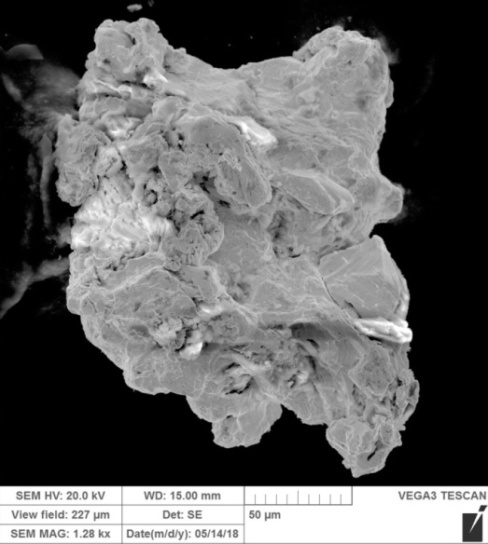 SEM HV: 20.0 kV WD: 15.00 mm VEGA3 TESCAN
View field: 227 µm Det: SE 50 µm
SEM MAG: 1.28 kx Date(m/d/y): 05/14/18